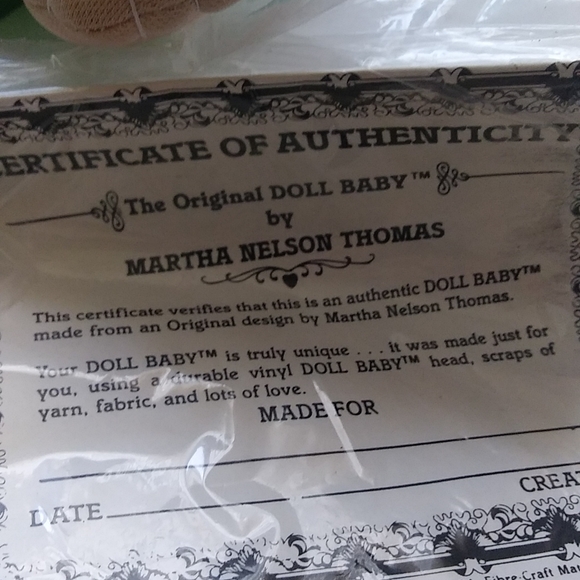 ERTIFICATE OF AUTHENTICITY
The Original DOLL BABY™
by
MARTHA NELSON THOMAS
This certificate verifies that this is an authentic DOLL BABY™
made from an Original design by Martha Nelson Thomas.
Your DOLL BABY™ is truly unique . . . it was made just for
you, using a durable vinyl DOLL BABY™ head, scraps of
yarn, fabric, and lots of love.
MADE FOR
CREA
DATE
Fibre-Craft Ma